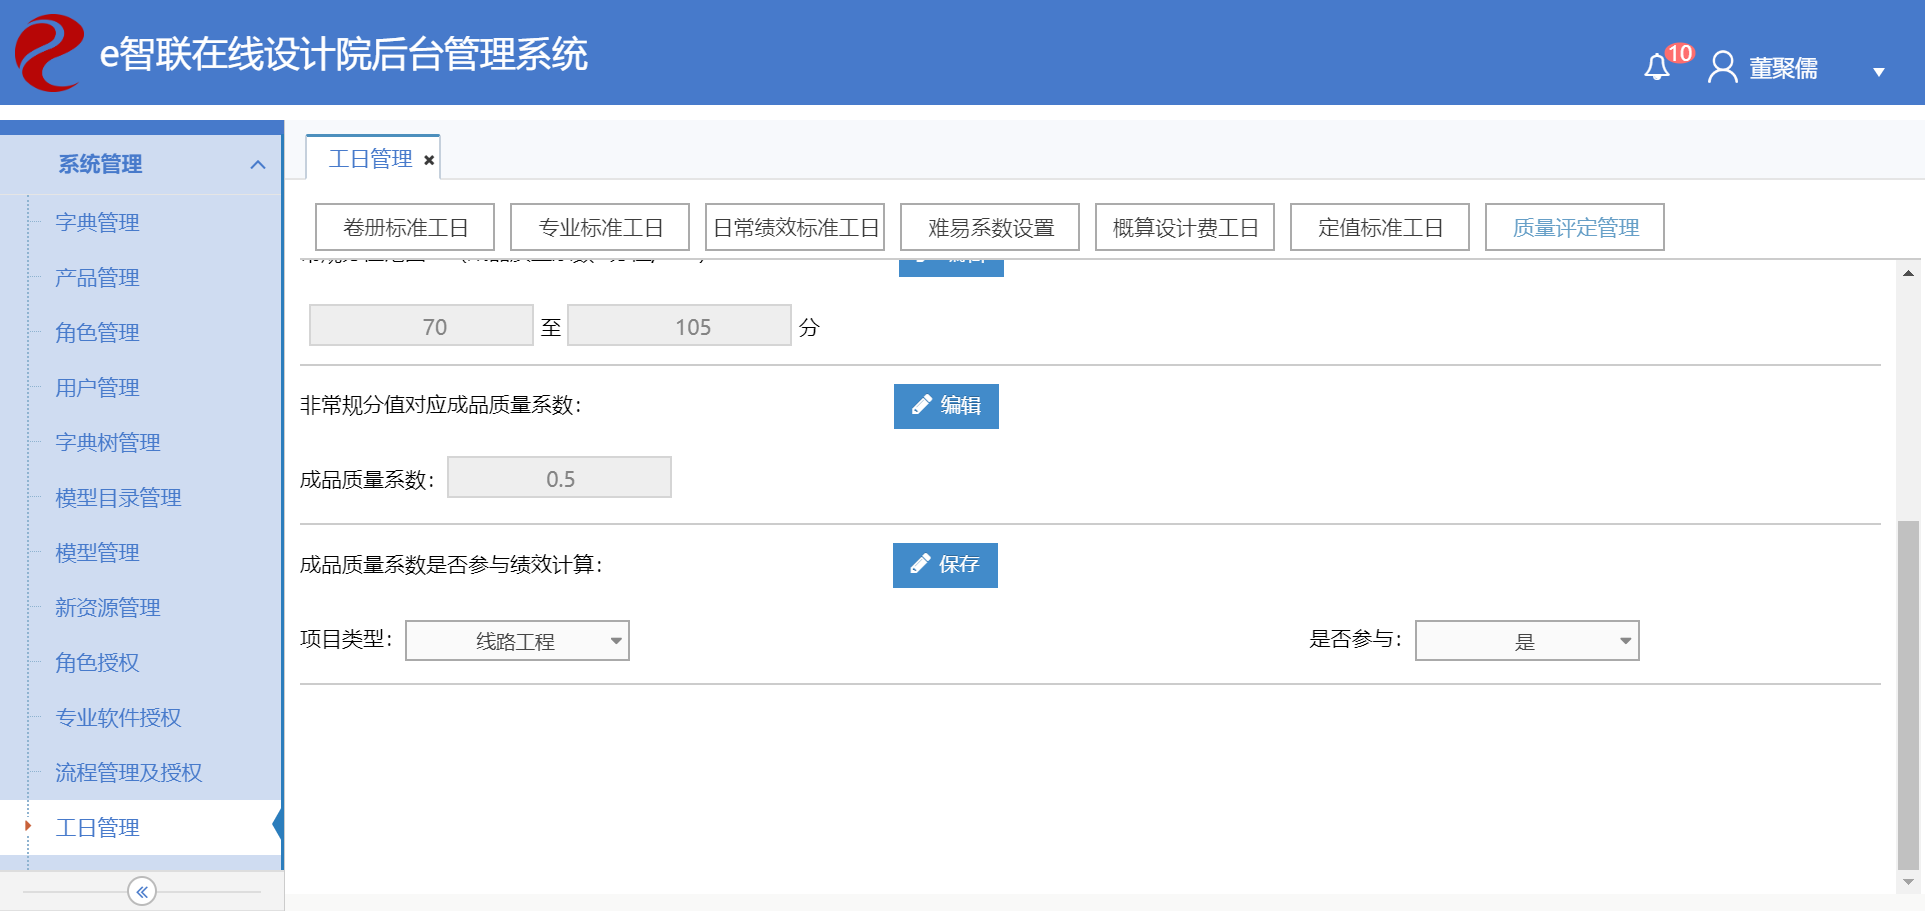 e智联在线设计院后台管理系统
10
董聚儒
系统管理
字典管理
产品管理
角色管理
用户管理
字典树管理
模型目录管理
模型管理
新资源管理
角色授权
专业软件授权
流程管理及授权
工日管理
工日管理 ×
卷册标准工日 专业标准工日 日常绩效标准工日 难易系数设置 概算设计费工日 定值标准工日 质量评定管理
70 至 105 分
非常规分值对应成品质量系数: 编辑
成品质量系数: 0.5
成品质量系数是否参与绩效计算: 保存
项目类型: 线路工程 是否参与: 是